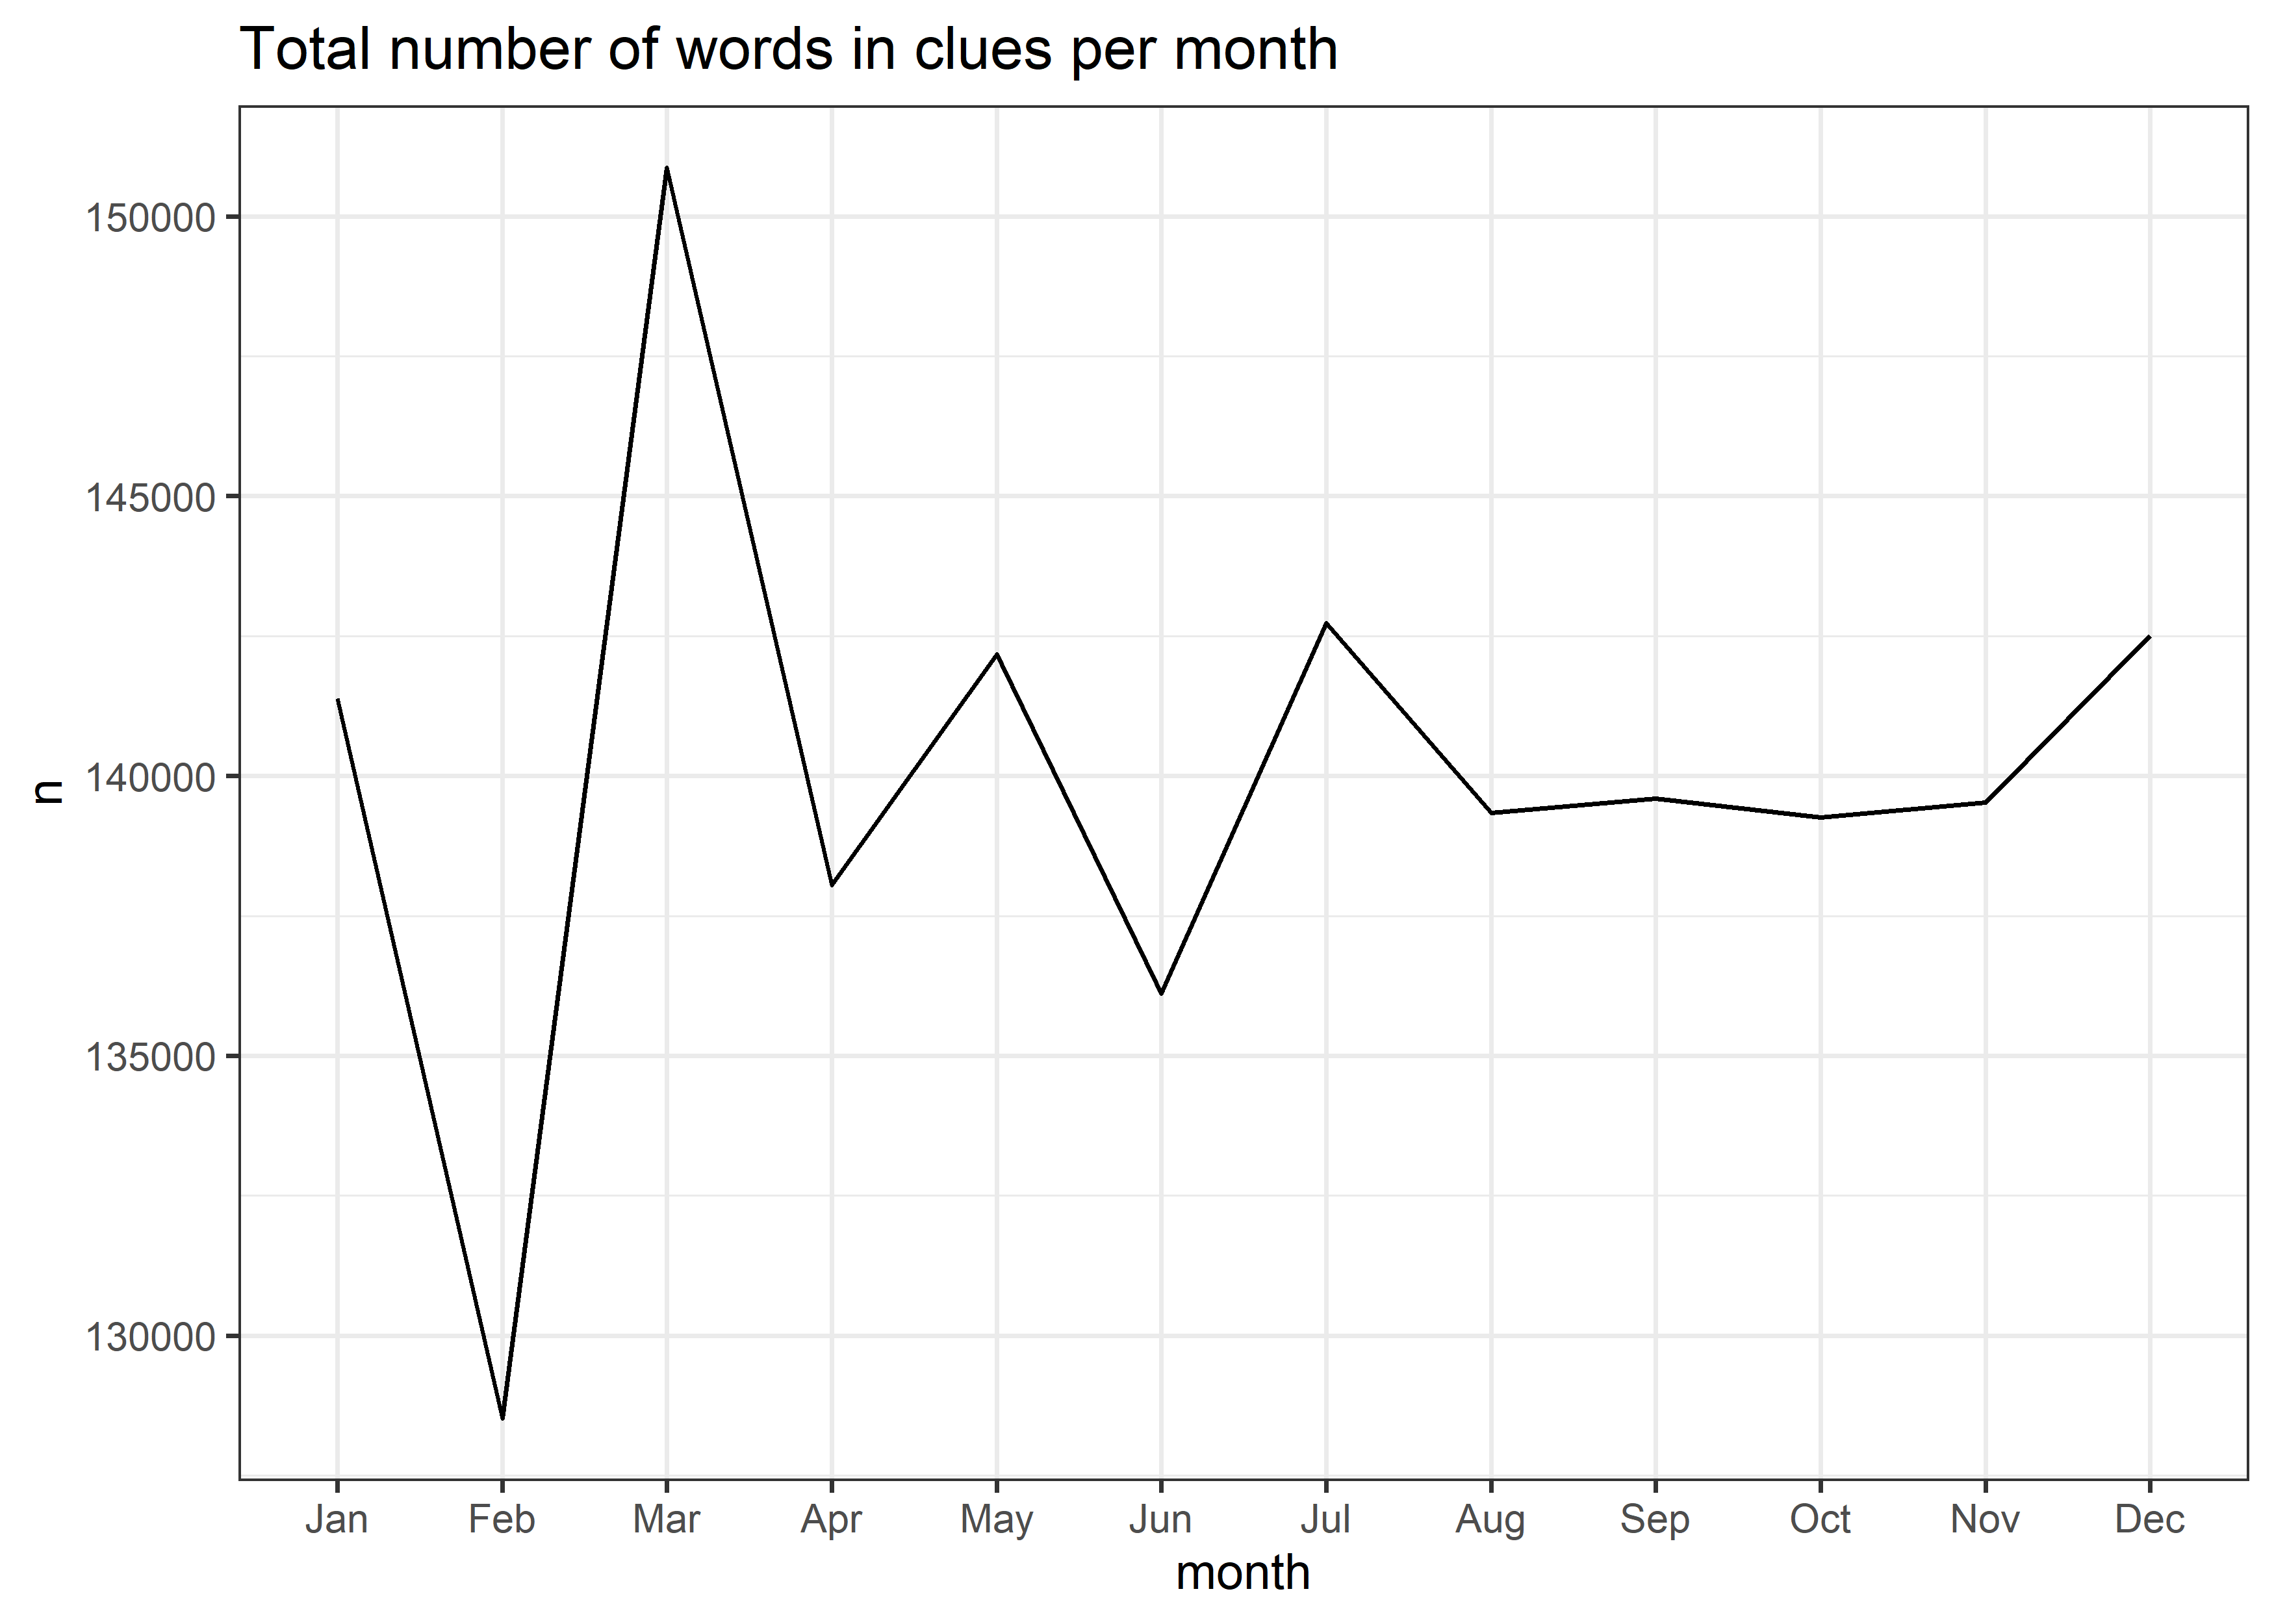 Total number of words in clues per month
150000
145000
140000
135000
130000
n
Jan Feb Mar Apr May Jun Jul Aug Sep Oct Nov Dec
month